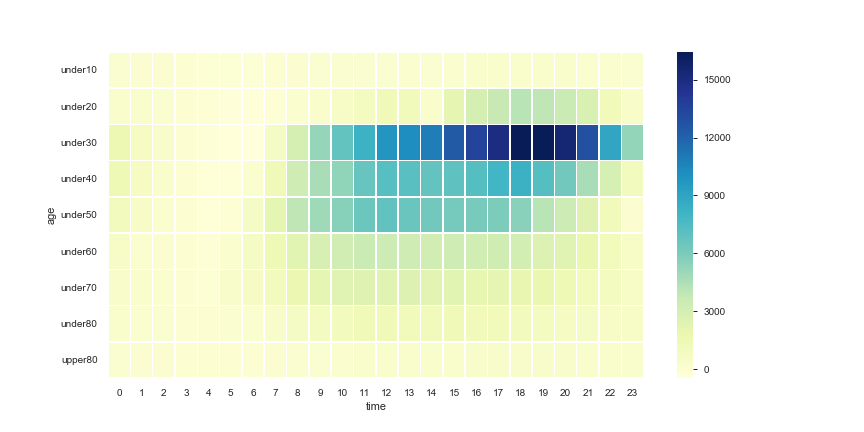 under10
under20
under30
under40
under50
under60
under70
under80
upper80
age
0 1 2 3 4 5 6 7 8 9 10 11 12 13 14 15 16 17 18 19 20 21 22 23
time
15000
12000
9000
6000
3000
0